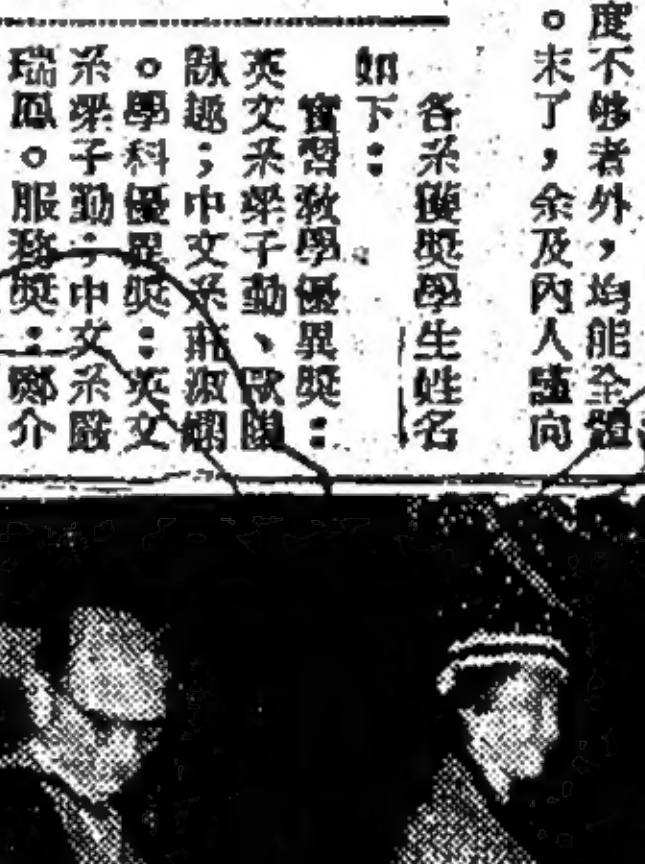 度不够者外,均能全體
。末了,余及內人謹向
各系獲獎學生姓名
如下:
實習教學優異獎:
英文系梁子勤、歐陽
詠越;中文系莊淑嫻
。學科優異獎:英文
系梁子勤;中文系嚴
瑞鳳。服務獎:鄭介